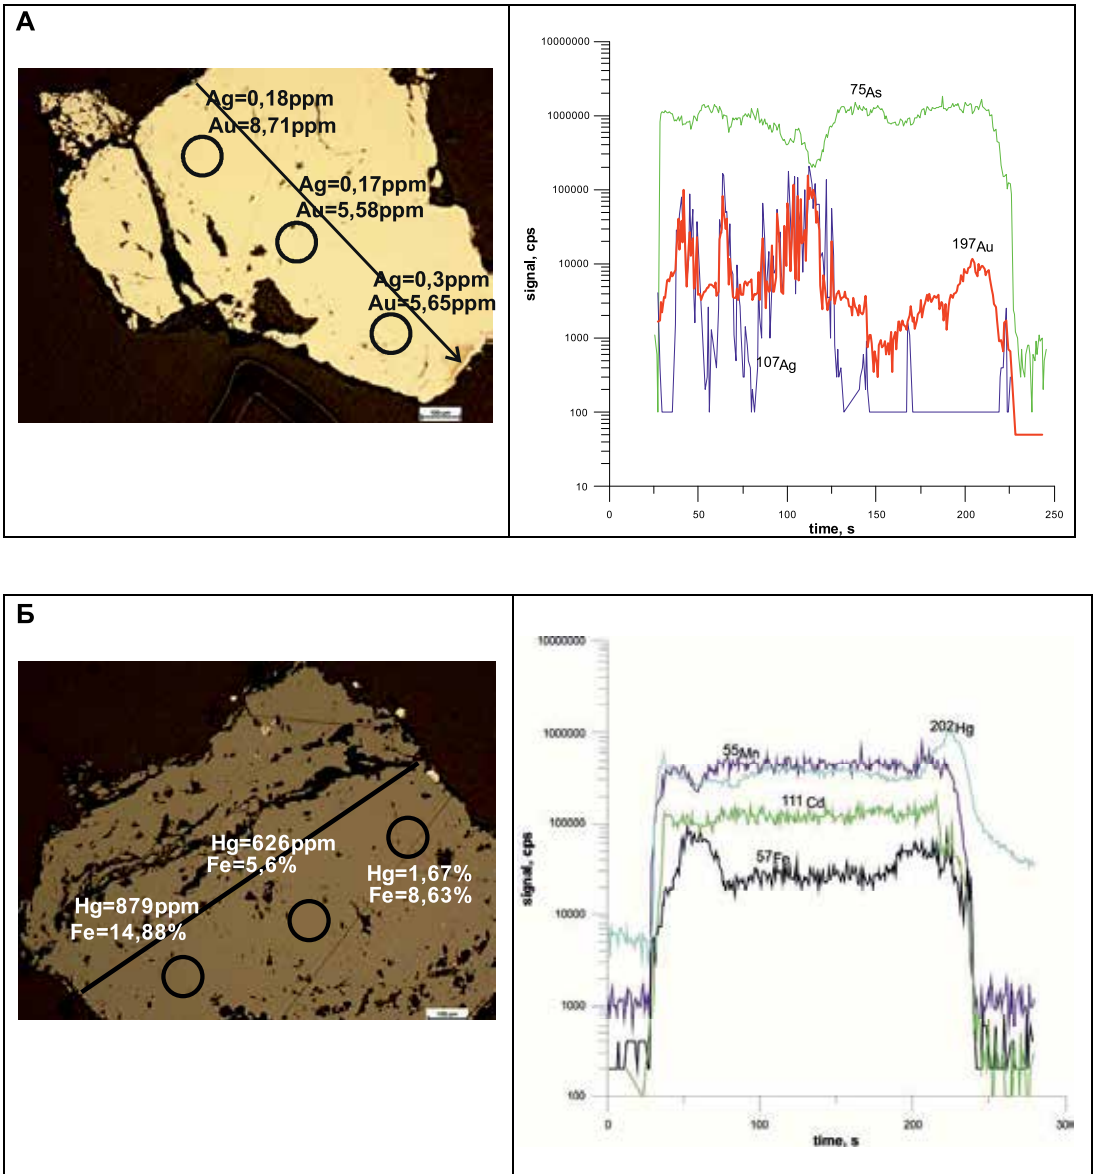 А
Ag=0,18ppm
Au=8,71ppm
Ag=0,17ppm
Au=5,58ppm
Ag=0,3ppm
Au=5,65ppm
10000000
1000000
100000
10000
1000
100
10
signal, cps
75As
197Au
107Ag
0 50 100 150 200 250
time, s
Б
Hg=626ppm
Fe=5,6%
Hg=1,67%
Fe=8,63%
Hg=879ppm
Fe=14,88%
10000000
1000000
100000
10000
1000
100
signal, cps
202Hg
55Mn
111Cd
57Fe
0 100 200
time, s